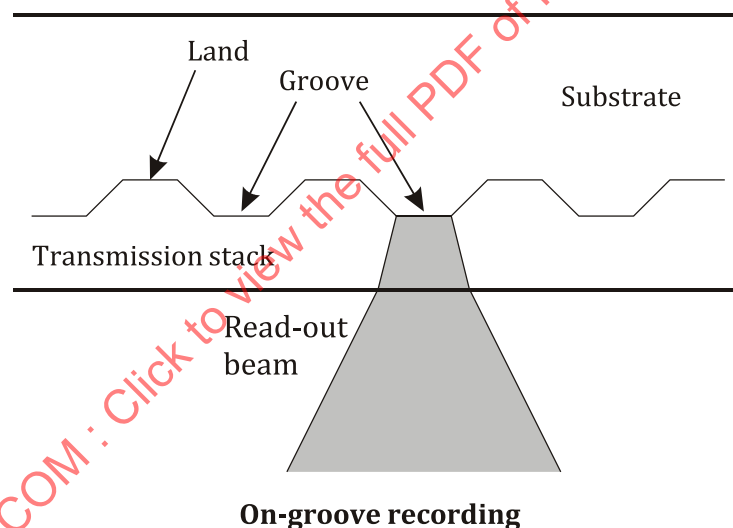 Land
Groove
Substrate
Transmission stack
Read-out
beam
On-groove recording
COM : Click to view the full PDF of